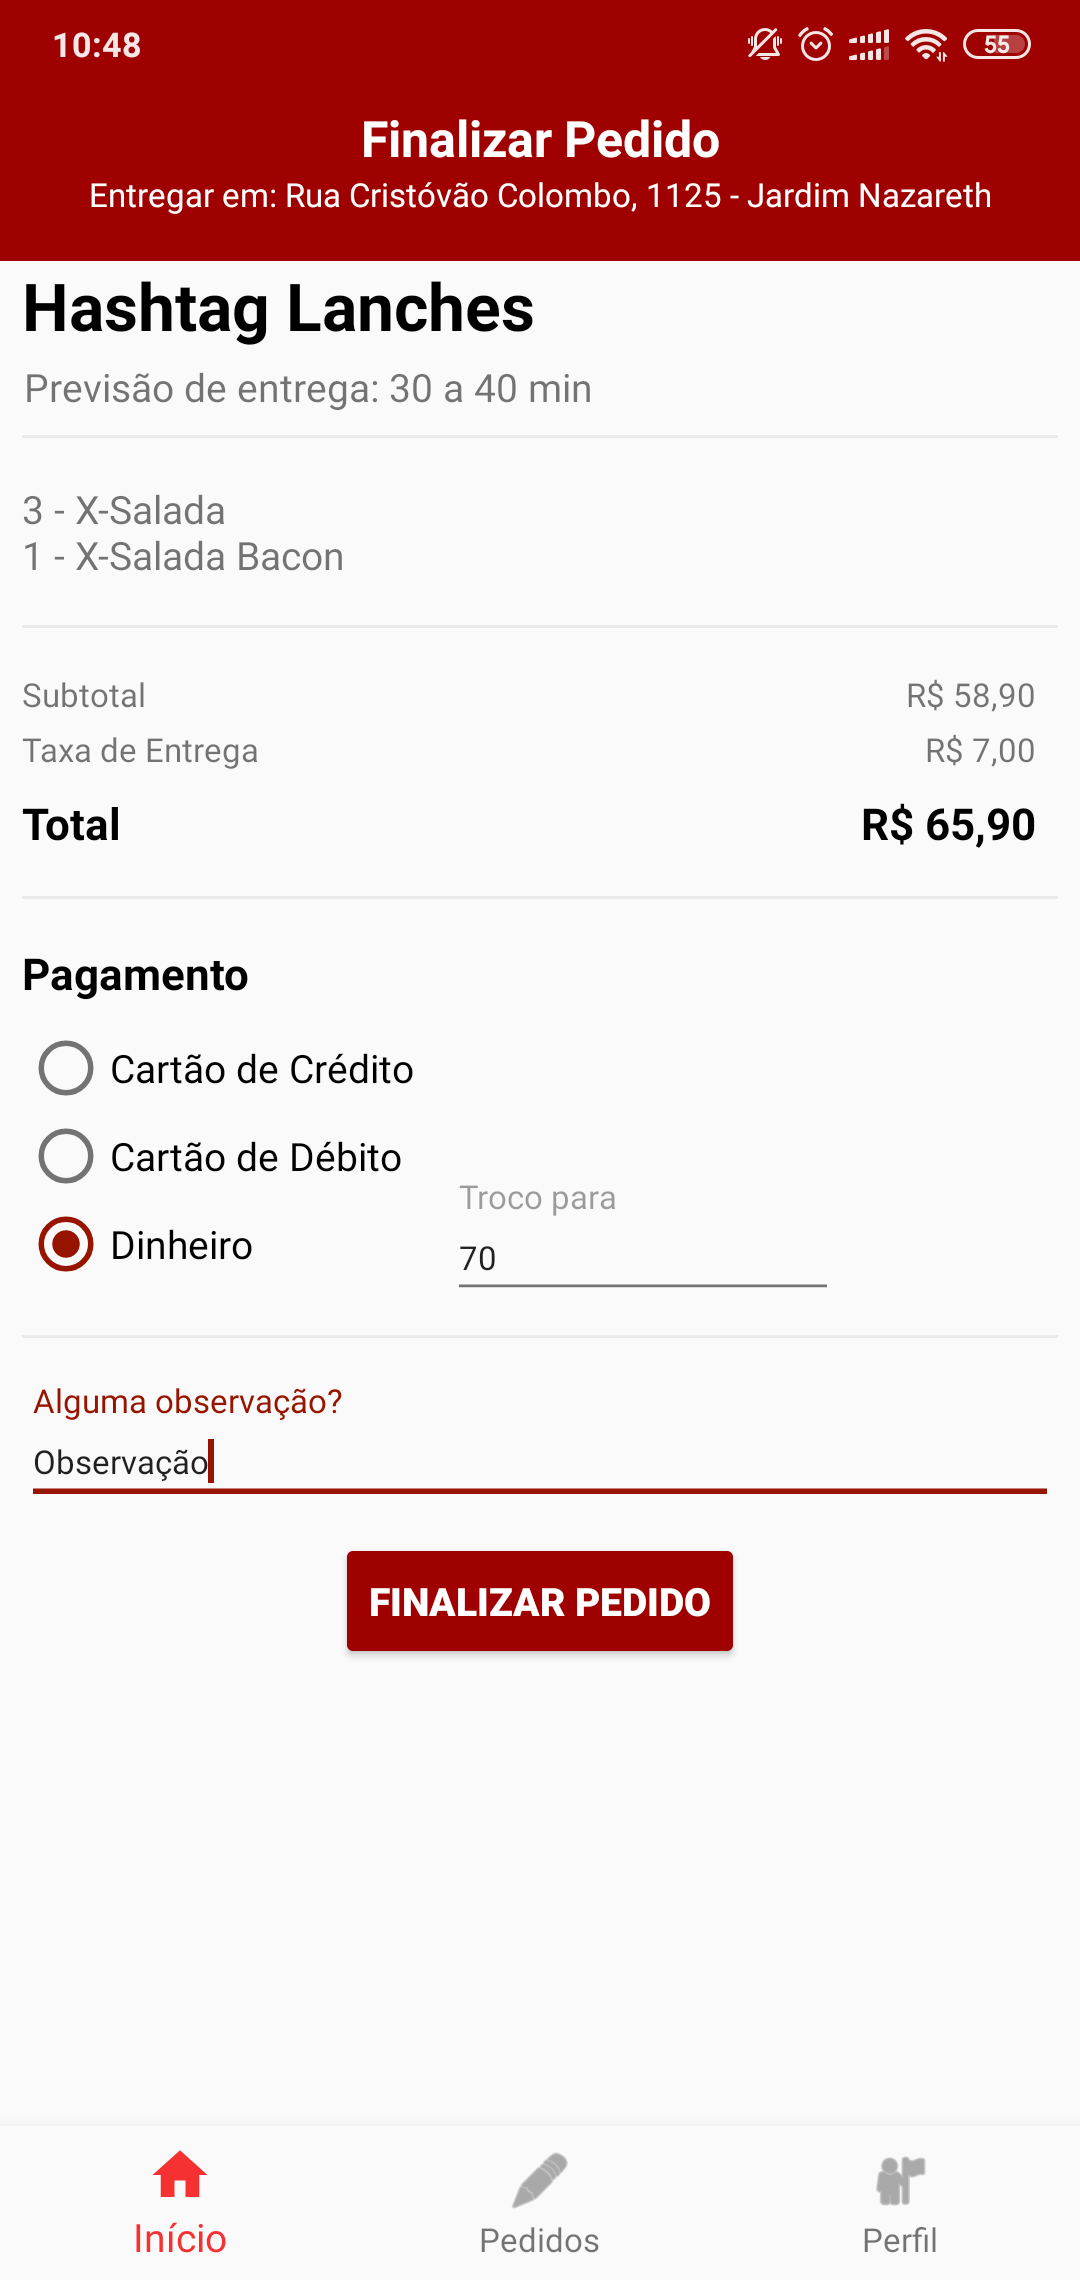 10:48
55
Finalizar Pedido
Entregar em: Rua Cristóvão Colombo, 1125 - Jardim Nazareth
Hashtag Lanches
Previsão de entrega: 30 a 40 min
3 - X-Salada
1 - X-Salada Bacon
Subtotal R$ 58,90
Taxa de Entrega R$ 7,00
Total R$ 65,90
Pagamento
Cartão de Crédito
Cartão de Débito
Troco para
Dinheiro 70
Alguma observação?
Observação
FINALIZAR PEDIDO
Início Pedidos Perfil